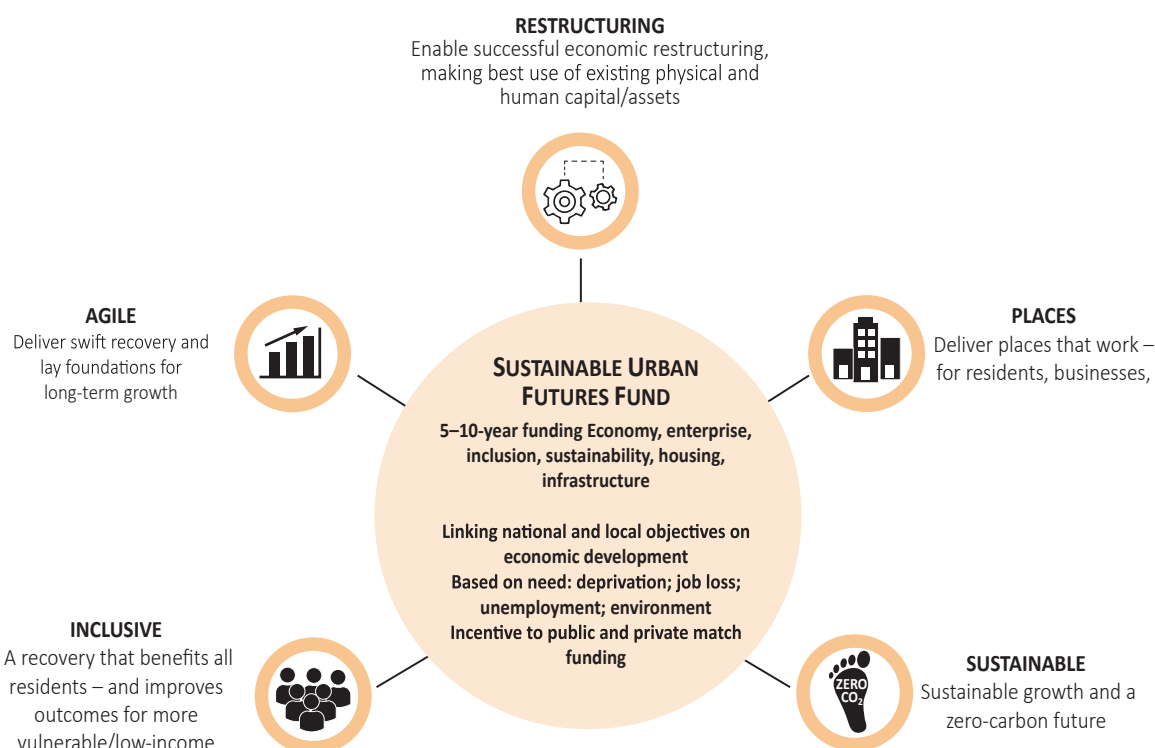 RESTRUCTURING
Enable successful economic restructuring,
making best use of existing physical and
human capital/assets
AGILE
Deliver swift recovery and
lay foundations for
long-term growth
PLACES
Deliver places that work –
for residents, businesses,
SUSTAINABLE URBAN
FUTURES FUND
5–10-year funding Economy, enterprise,
inclusion, sustainability, housing,
infrastructure
Linking national and local objectives on
economic development
Based on need: deprivation; job loss;
unemployment; environment
Incentive to public and private match
funding
INCLUSIVE
A recovery that benefits all
residents – and improves
outcomes for more
vulnerable/low-income
ZERO
CO₂
SUSTAINABLE
Sustainable growth and a
zero-carbon future